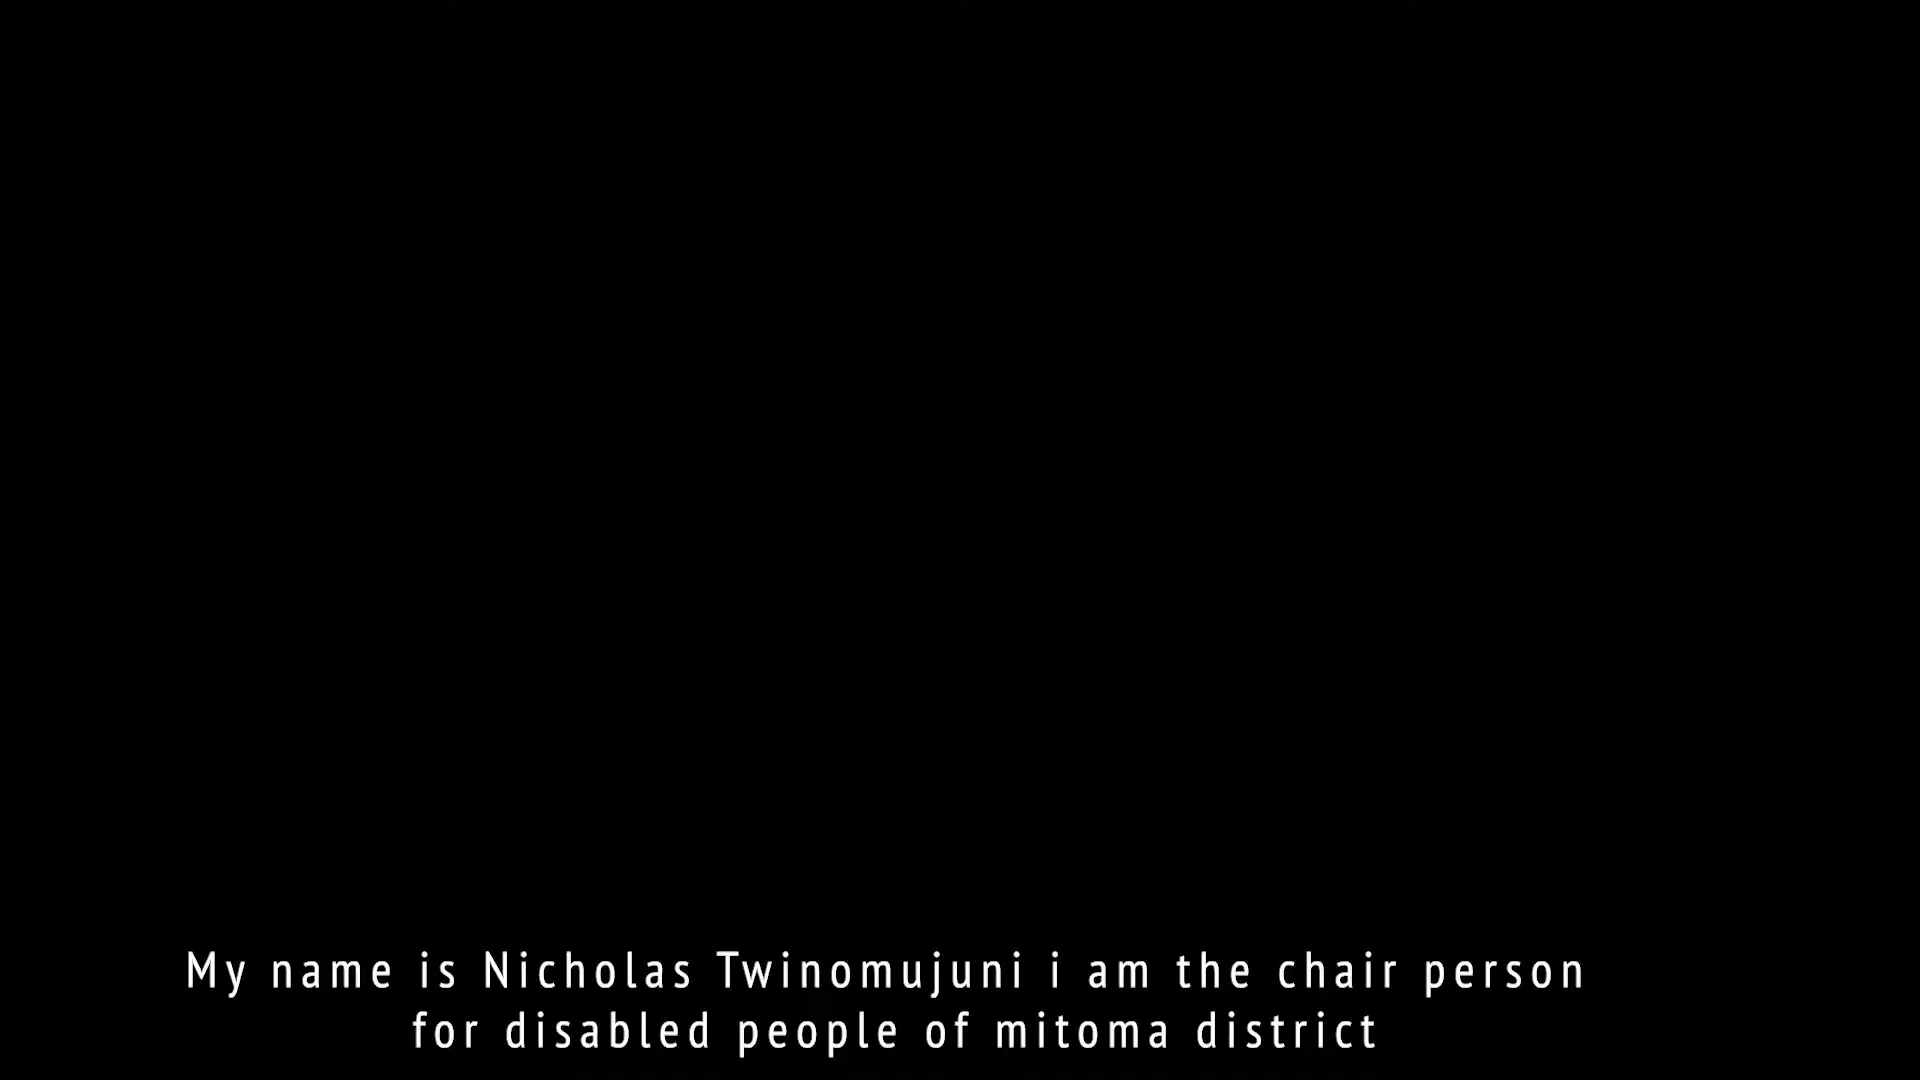 My name is Nicholas Twinomujuni i am the chair person
for disabled people of mitoma district